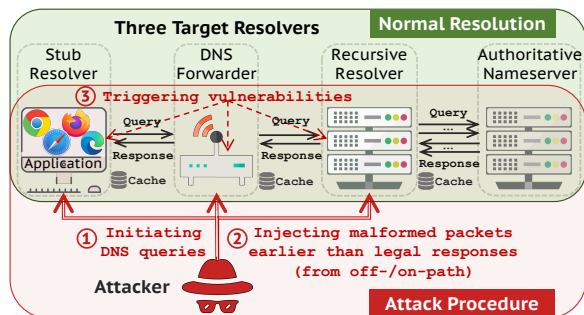 Three Target Resolvers
Normal Resolution
Stub
Resolver
DNS
Forwarder
Recursive
Resolver
Authoritative
Nameserver
③ Triggering vulnerabilities
Query
Response
Query
Response
Query
...
...
Response
Application
Cache
Cache
Cache
① Initiating
DNS queries
② Injecting malformed packets
earlier than legal responses
(from off-/on-path)
Attacker
Attack Procedure